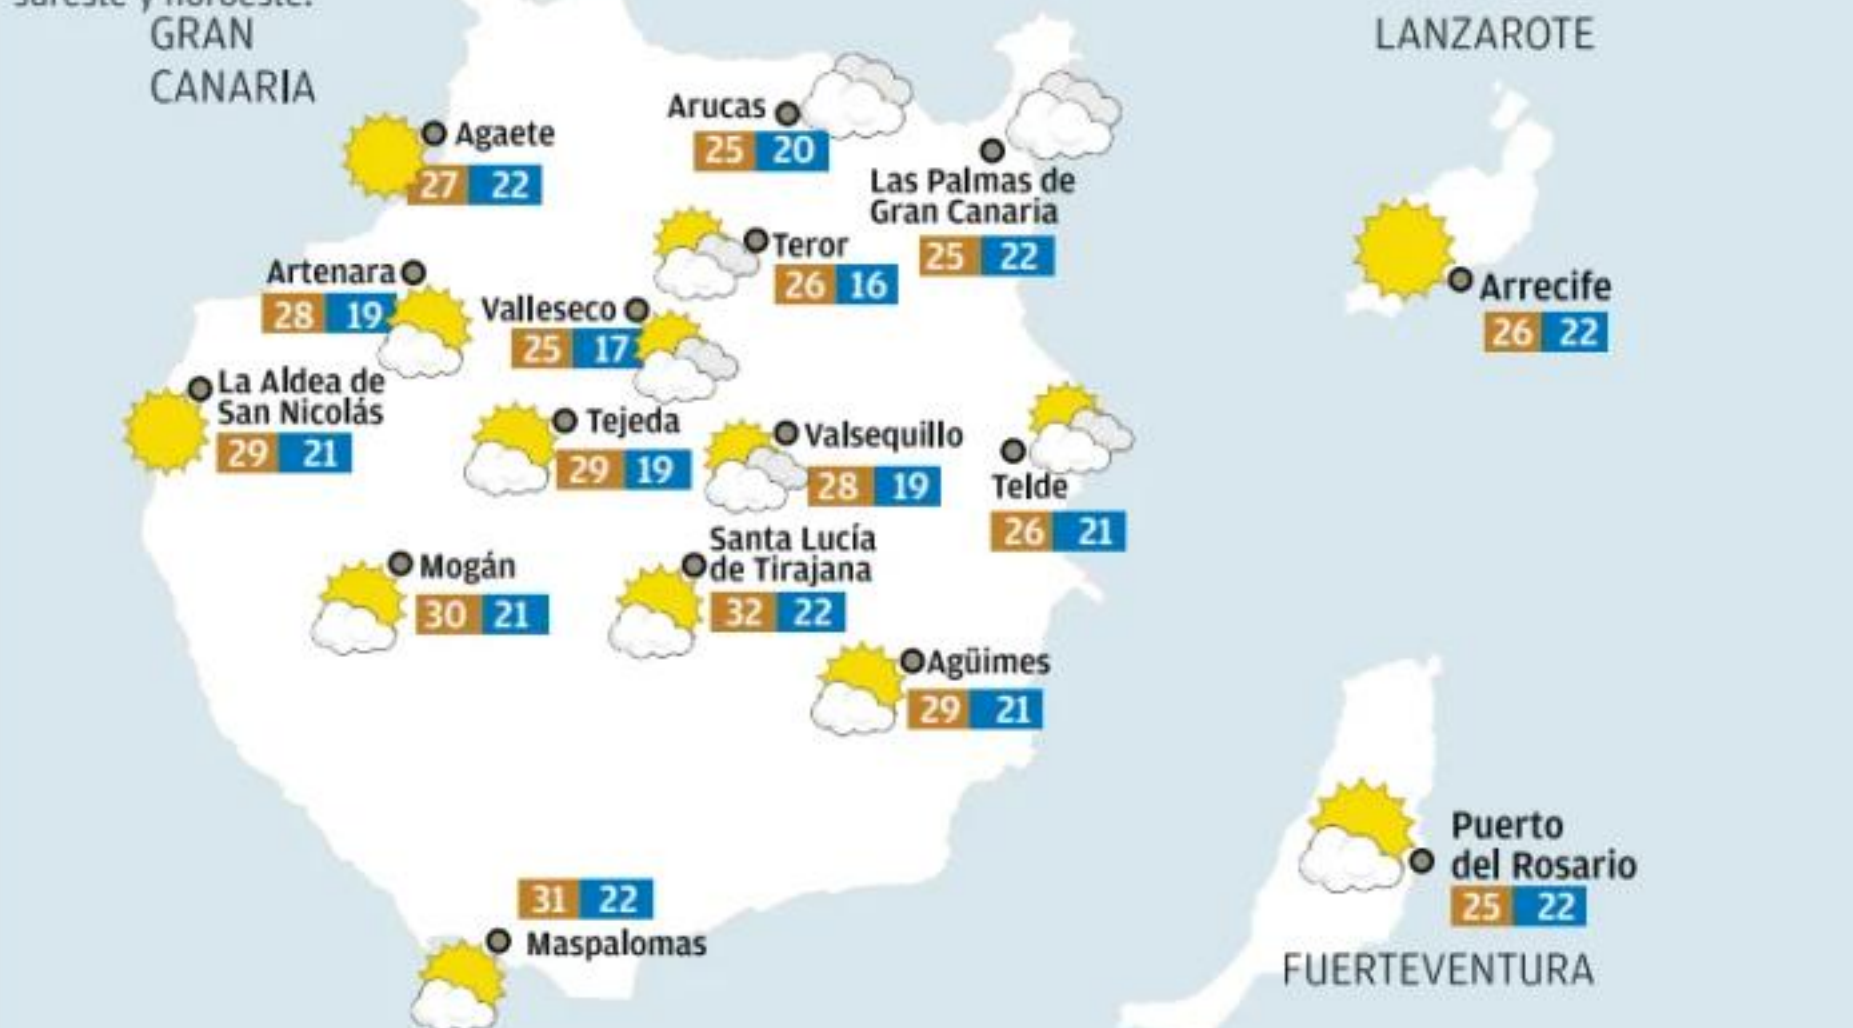 sureste y noroeste.
GRAN
CANARIA
LANZAROTE
Agaete
27 22
Arucas
25 20
Las Palmas de
Gran Canaria
25 22
Teror
26 16
Artenara
28 19
Valleseco
25 17
Arrecife
26 22
La Aldea de
San Nicolás
29 21
Tejeda
29 19
Valsequillo
28 19
Telde
26 21
Mogán
30 21
Santa Lucía
de Tirajana
32 22
Agüimes
29 21
Puerto
del Rosario
25 22
FUERTEVENTURA
31 22
Maspalomas